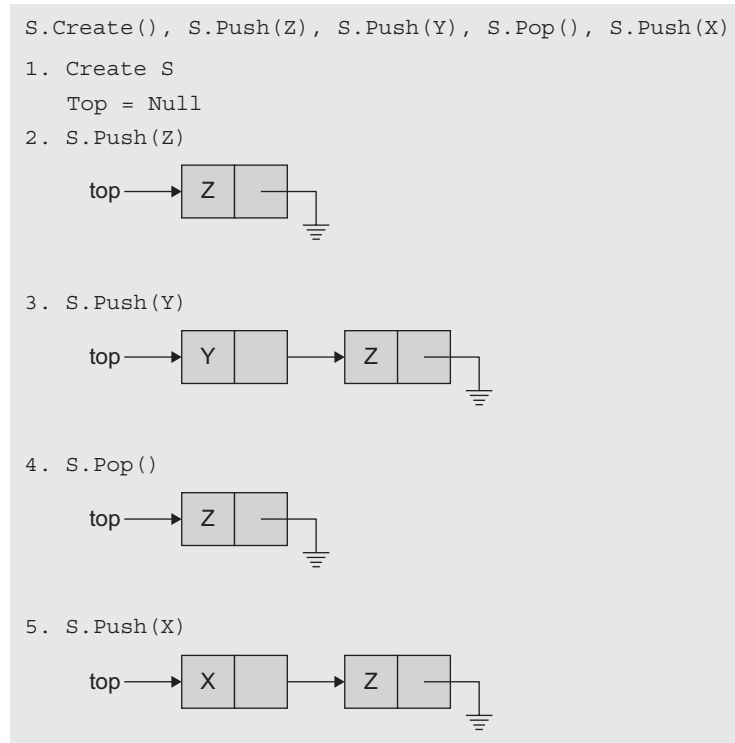 S.Create(), S.Push(Z), S.Push(Y), S.Pop(), S.Push(X)
1. Create S
Top = Null
2. S.Push(Z)
top Z
3. S.Push(Y)
top Y Z
4. S.Pop()
top Z
5. S.Push(X)
top X Z